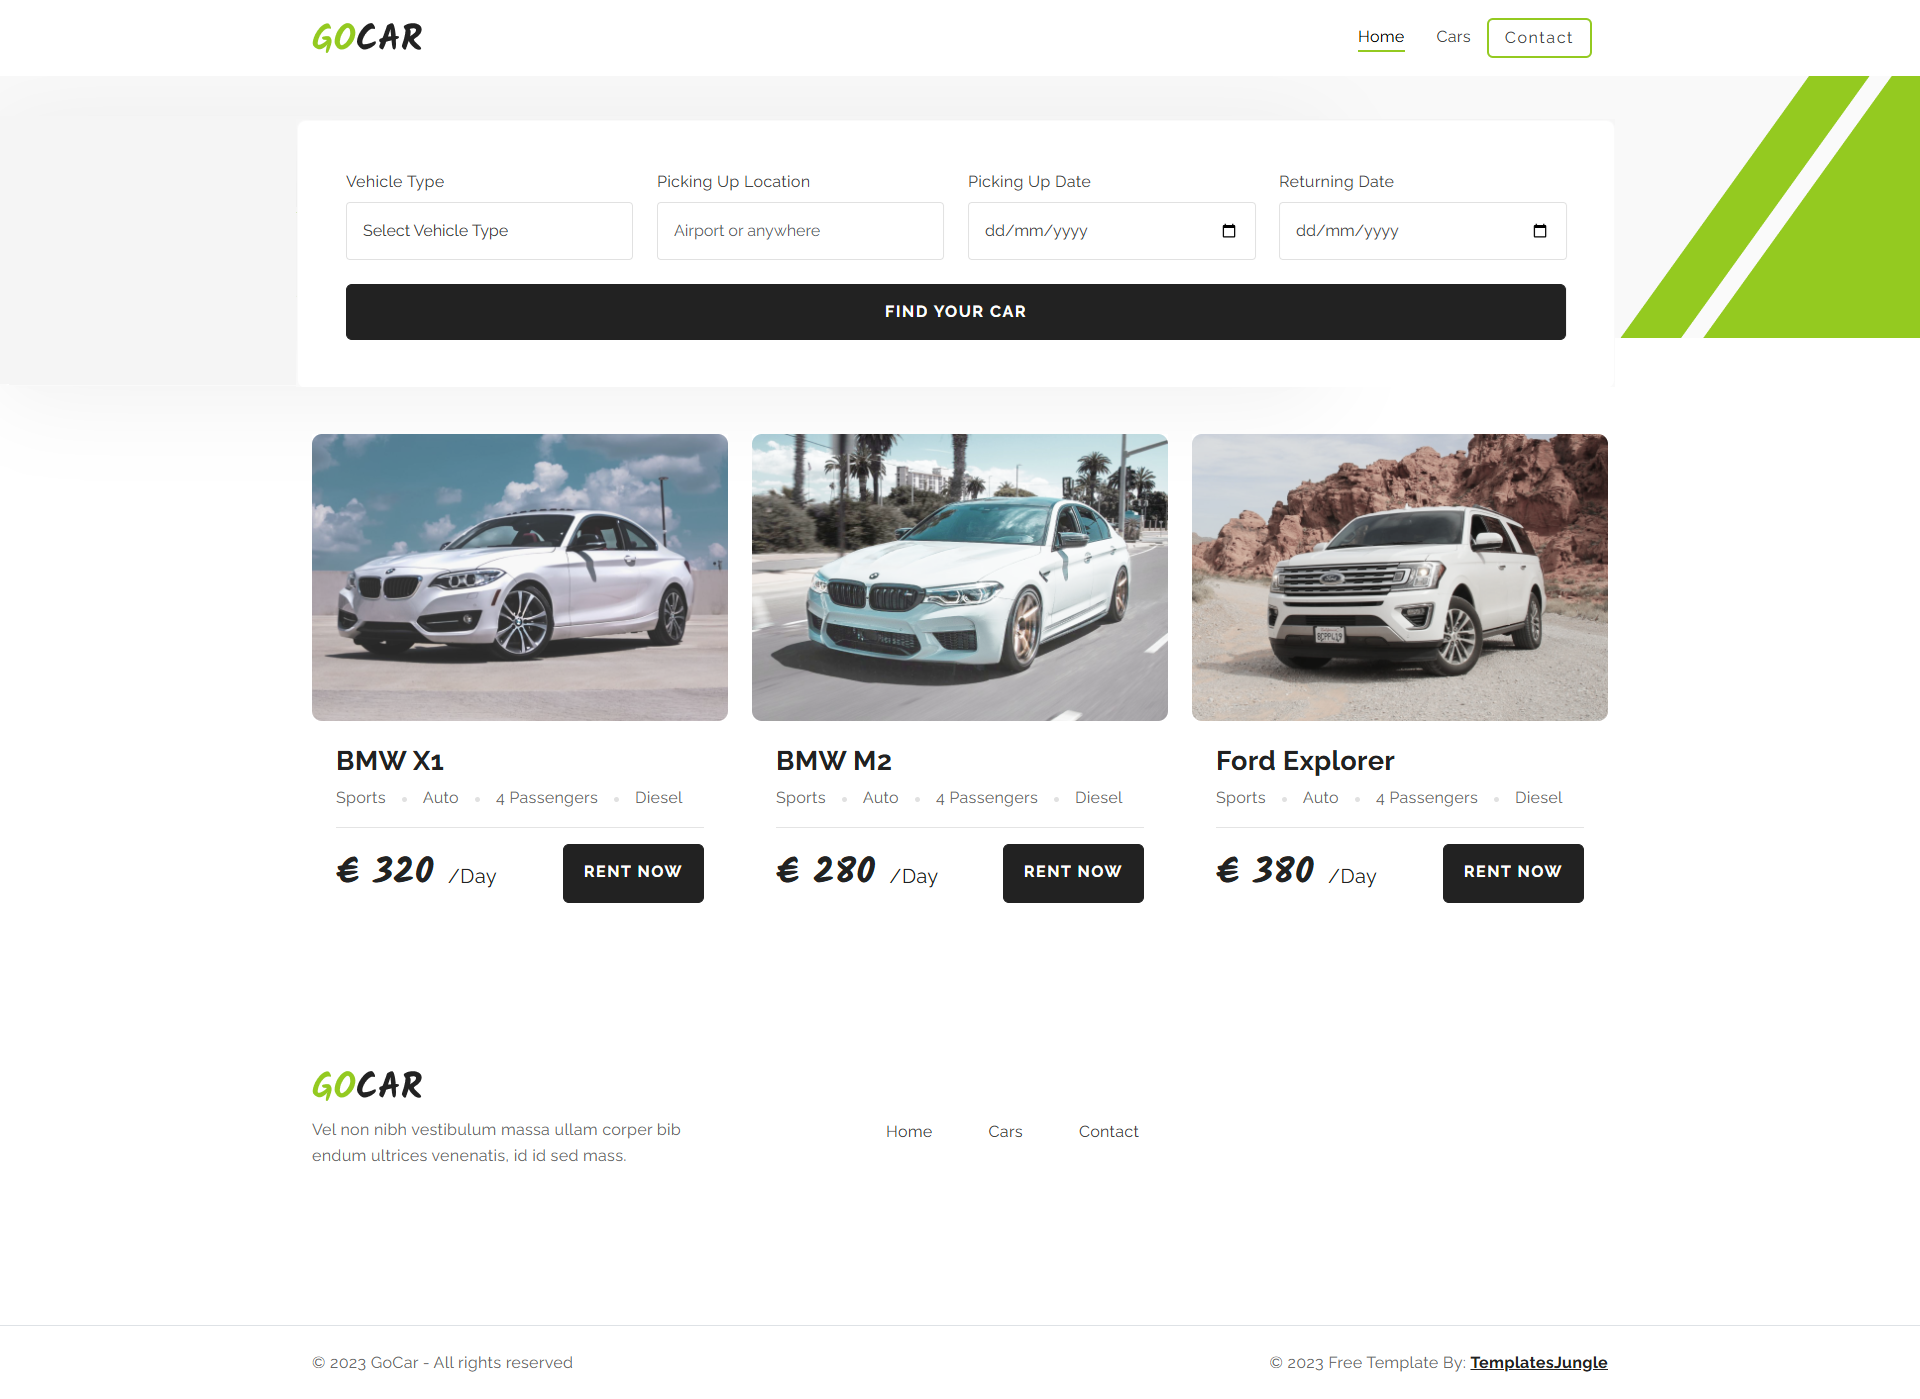 GOCAR
Home Cars Contact
Vehicle Type Picking Up Location Picking Up Date Returning Date
Select Vehicle Type Airport or anywhere dd/mm/yyyy dd/mm/yyyy
FIND YOUR CAR
8CPP419
BMW X1 BMW M2 Ford Explorer
Sports Auto 4 Passengers Diesel Sports Auto 4 Passengers Diesel Sports Auto 4 Passengers Diesel
€ 320 /Day RENT NOW € 280 /Day RENT NOW € 380 /Day RENT NOW
GOCAR
Vel non nibh vestibulum massa ullam corper bib
endum ultrices venenatis, id id sed mass.
Home Cars Contact
© 2023 GoCar - All rights reserved © 2023 Free Template By: TemplatesJungle